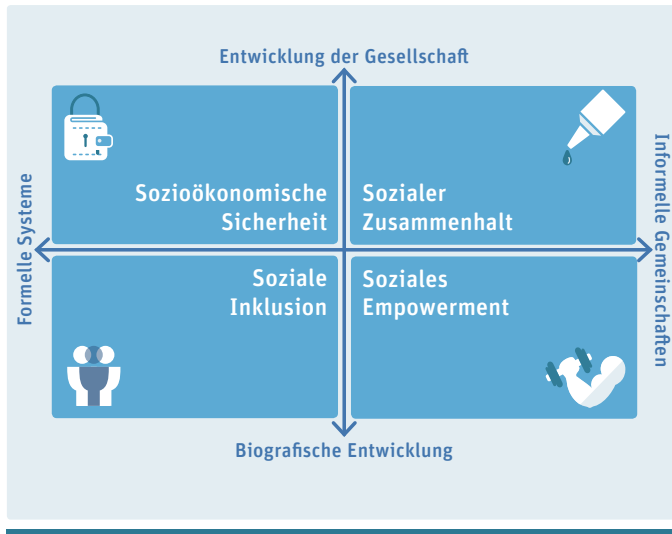 Entwicklung der Gesellschaft
Formelle Systeme
Sozioökonomische
Sicherheit
Sozialer
Zusammenhalt
Informelle Gemeinschaften
Soziale
Inklusion
Soziales
Empowerment
Biografische Entwicklung